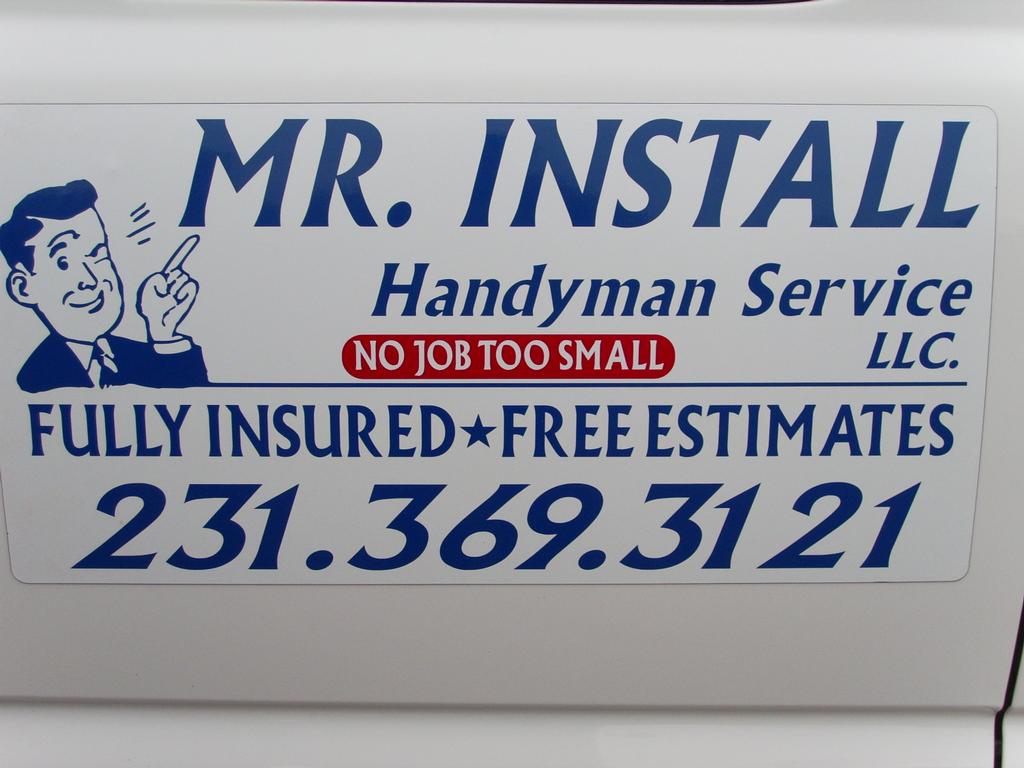 MR. INSTALL
Handyman Service
LLC.
NO JOB TOO SMALL
FULLY INSURED★FREE ESTIMATES
231.369.3121